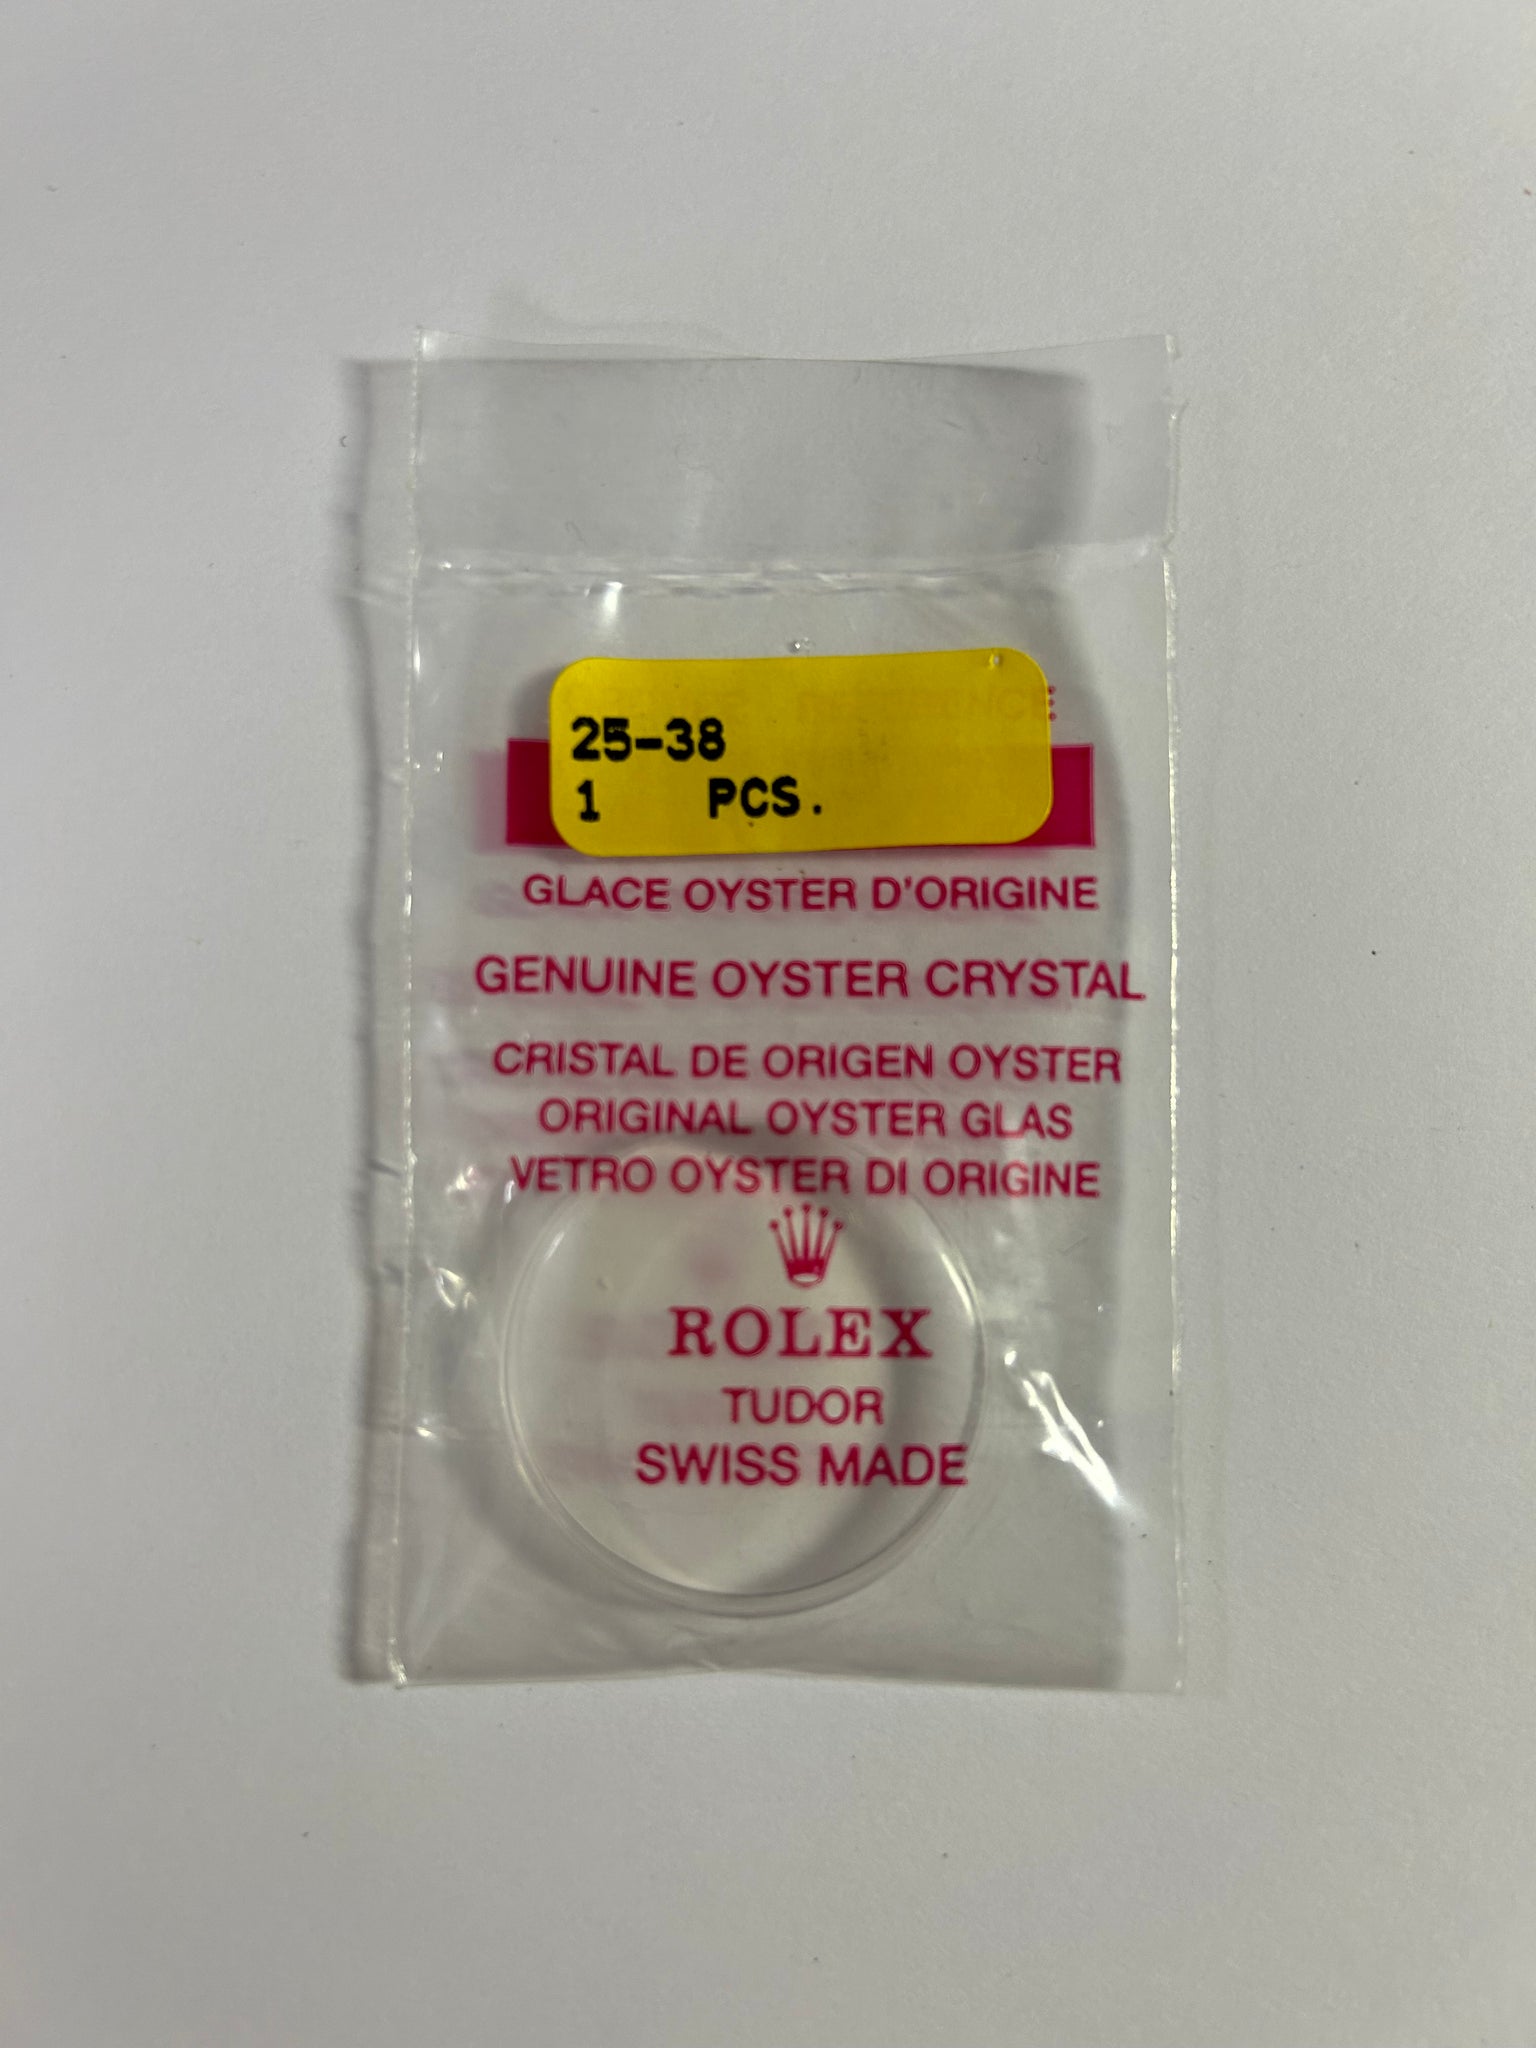 25-38
1 PCS.
GLACE OYSTER D'ORIGINE
GENUINE OYSTER CRYSTAL
CRISTAL DE ORIGEN OYSTER
ORIGINAL OYSTER GLAS
VETRO OYSTER DI ORIGINE
ROLEX
TUDOR
SWISS MADE